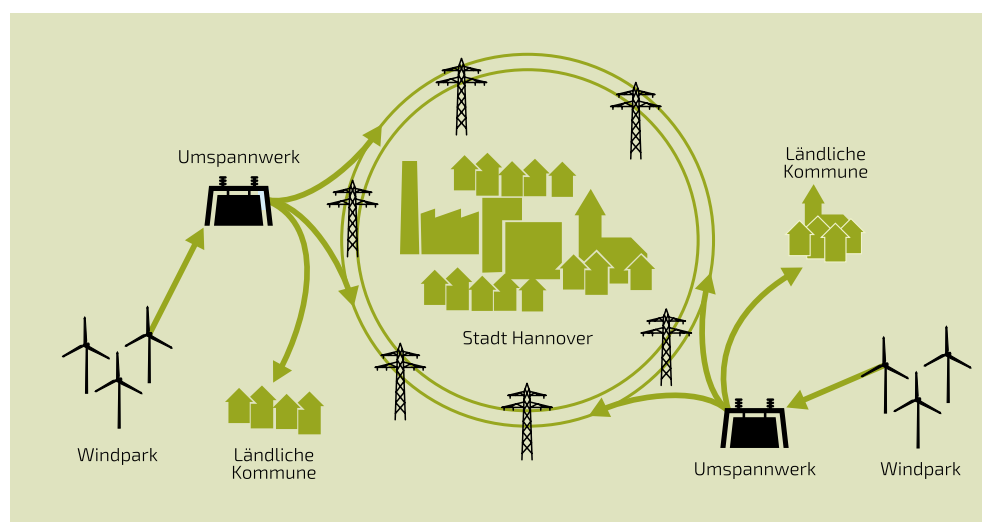 Umspannwerk
Ländliche
Kommune
Stadt Hannover
Windpark
Ländliche
Kommune
Umspannwerk
Windpark